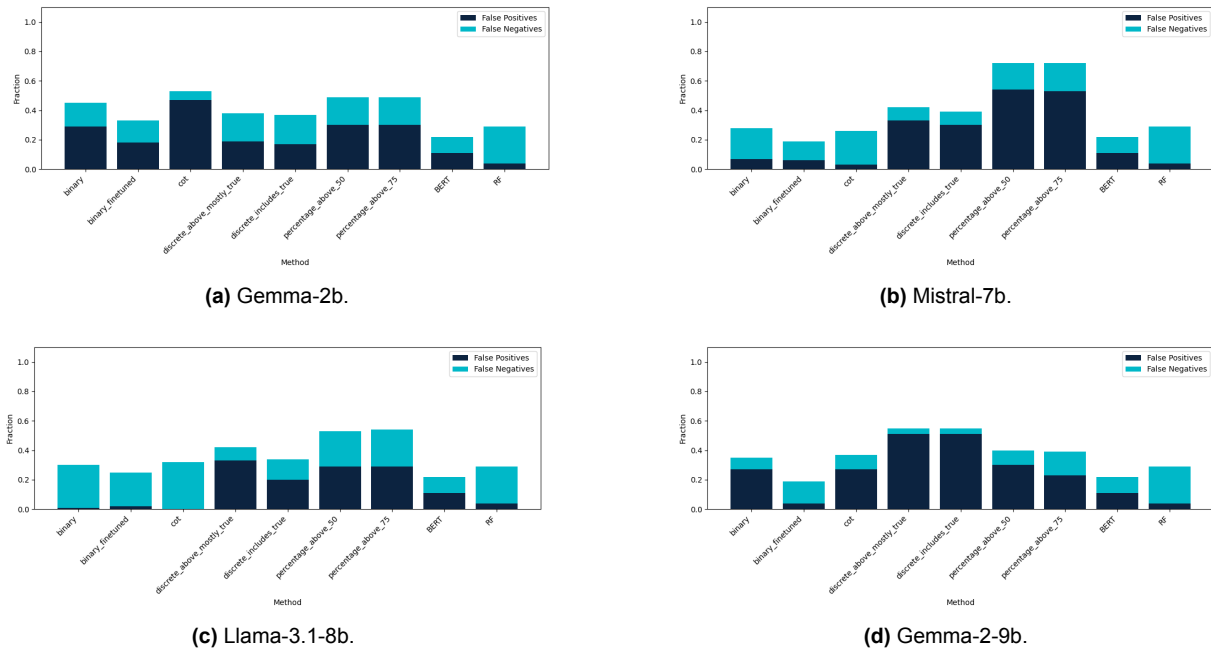 False Positives
False Negatives
1.0
0.8
0.6
0.4
0.2
0.0
Fraction
binary
binary_finetuned
cot
discrete_above_mostly_true
discrete_includes_true
percentage_above_50
percentage_above_75
BERT
RF
Method
(a) Gemma-2b.
False Positives
False Negatives
1.0
0.8
0.6
0.4
0.2
0.0
Fraction
binary
binary_finetuned
cot
discrete_above_mostly_true
discrete_includes_true
percentage_above_50
percentage_above_75
BERT
RF
Method
(b) Mistral-7b.
False Positives
False Negatives
1.0
0.8
0.6
0.4
0.2
0.0
Fraction
binary
binary_finetuned
cot
discrete_above_mostly_true
discrete_includes_true
percentage_above_50
percentage_above_75
BERT
RF
Method
(c) Llama-3.1-8b.
False Positives
False Negatives
1.0
0.8
0.6
0.4
0.2
0.0
Fraction
binary
binary_finetuned
cot
discrete_above_mostly_true
discrete_includes_true
percentage_above_50
percentage_above_75
BERT
RF
Method
(d) Gemma-2-9b.